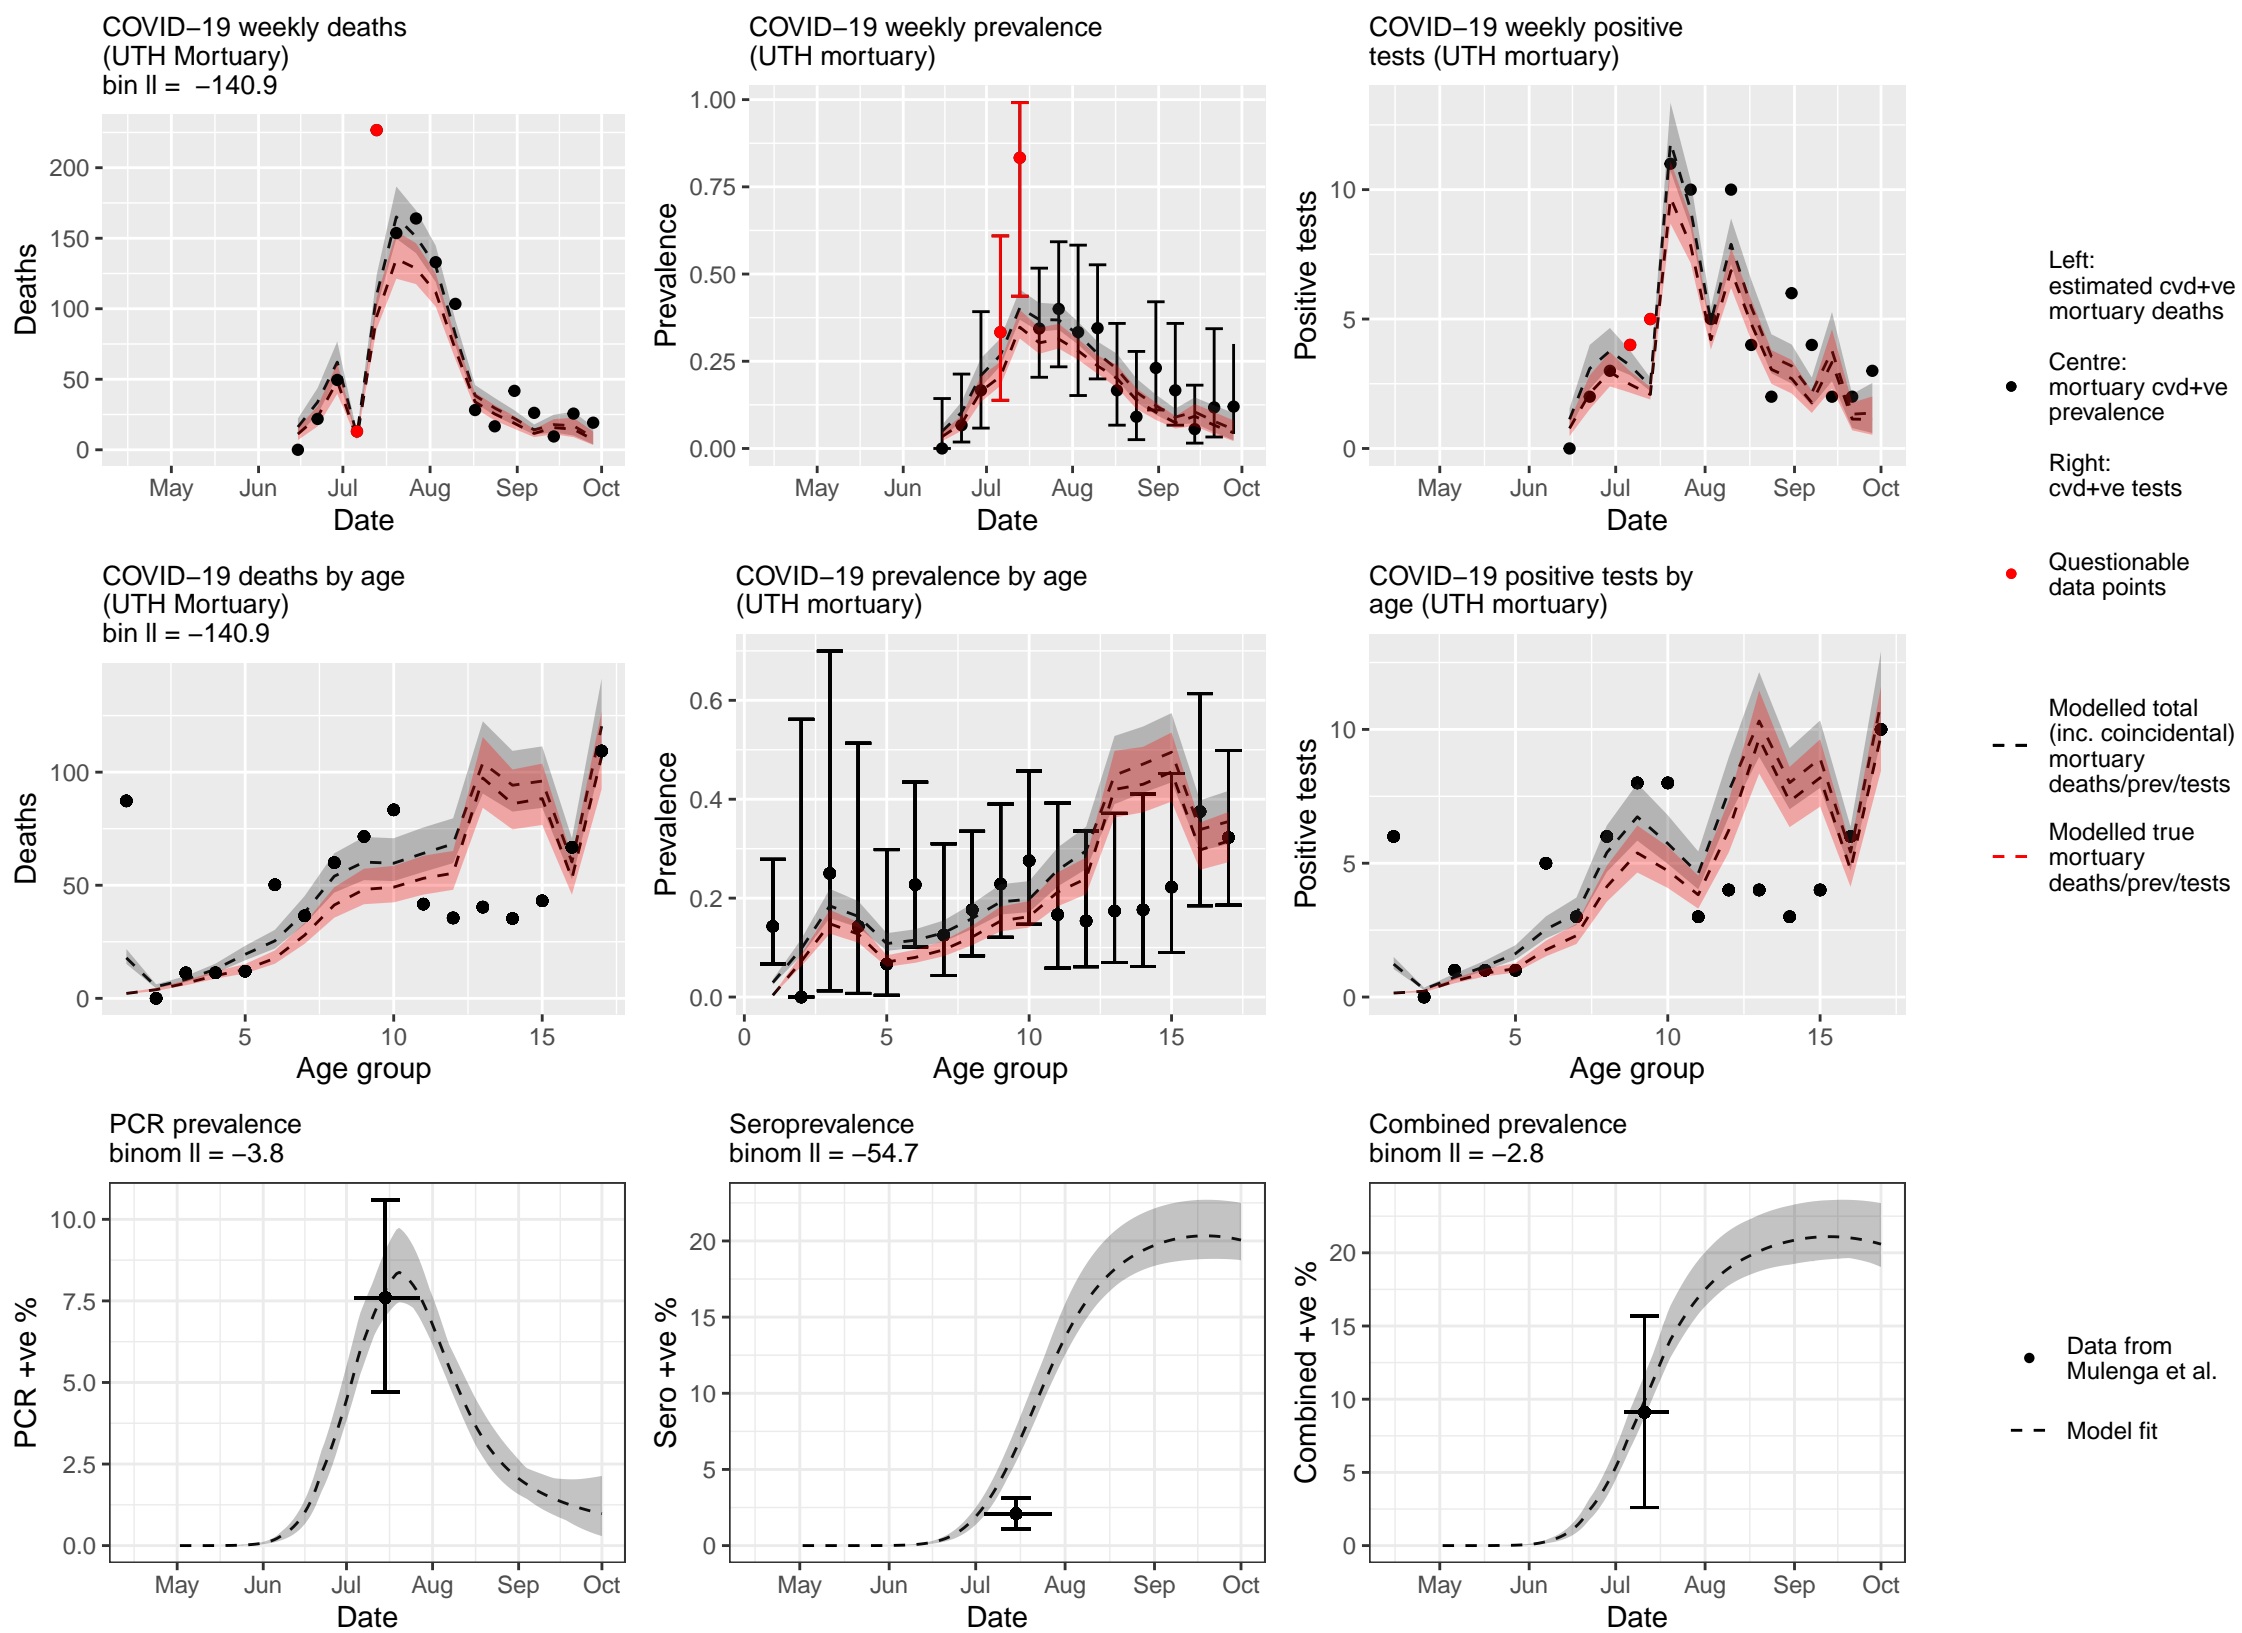 COVID−19 weekly deaths
(UTH Mortuary)
bin ll =  −140.9
200
150
100
50
0
Deaths
May Jun Jul Aug Sep Oct
Date
COVID−19 weekly prevalence
(UTH mortuary)
1.00
0.75
0.50
0.25
0.00
Prevalence
May Jun Jul Aug Sep Oct
Date
COVID−19 weekly positive
tests (UTH mortuary)
10
5
0
Positive tests
May Jun Jul Aug Sep Oct
Date
COVID−19 deaths by age
(UTH Mortuary)
bin ll = −140.9
100
50
0
Deaths
5 10 15
Age group
COVID−19 prevalence by age
(UTH mortuary)
0.6
0.4
0.2
0.0
Prevalence
0 5 10 15
Age group
COVID−19 positive tests by
age (UTH mortuary)
10
5
0
Positive tests
5 10 15
Age group
PCR prevalence
binom ll = −3.8
10.0
7.5
5.0
2.5
0.0
PCR +ve %
May Jun Jul Aug Sep Oct
Date
Seroprevalence
binom ll = −54.7
20
15
10
5
0
Sero +ve %
May Jun Jul Aug Sep Oct
Date
Combined prevalence
binom ll = −2.8
20
15
10
5
0
Combined +ve %
May Jun Jul Aug Sep Oct
Date
Left:
estimated cvd+ve
mortuary deaths
Centre:
mortuary cvd+ve
prevalence
Right:
cvd+ve tests
Questionable
data points
Modelled total
(inc. coincidental)
mortuary
deaths/prev/tests
Modelled true
mortuary
deaths/prev/tests
Data from
Mulenga et al.
Model fit